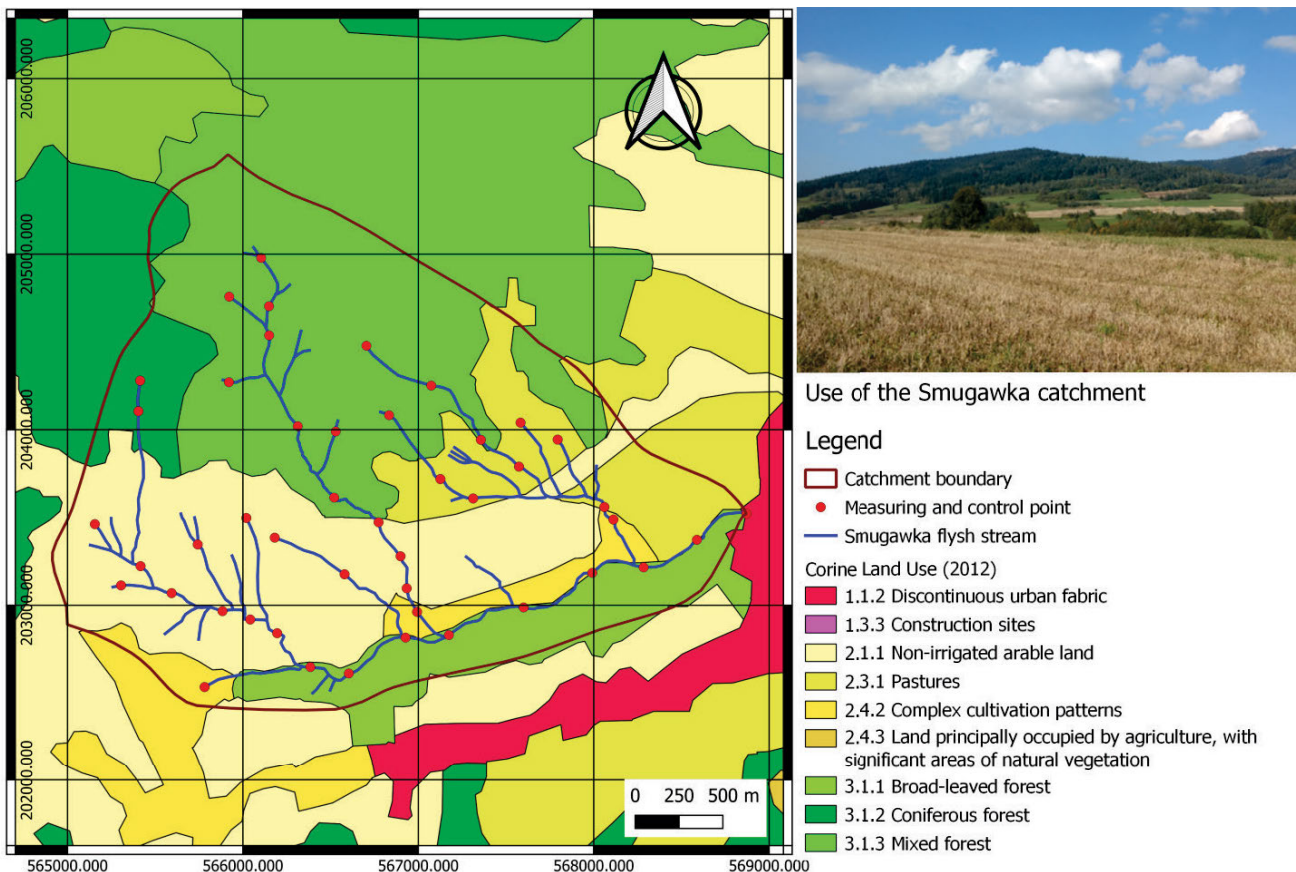 206000.000
205000.000
204000.000
203000.000
202000.000
565000.000
566000.000
567000.000
568000.000
569000.000
0 250 500 m
Use of the Smugawka catchment
Legend
Catchment boundary
Measuring and control point
Smugawka flysh stream
Corine Land Use (2012)
1.1.2 Discontinuous urban fabric
1.3.3 Construction sites
2.1.1 Non-irrigated arable land
2.3.1 Pastures
2.4.2 Complex cultivation patterns
2.4.3 Land principally occupied by agriculture, with
significant areas of natural vegetation
3.1.1 Broad-leaved forest
3.1.2 Coniferous forest
3.1.3 Mixed forest